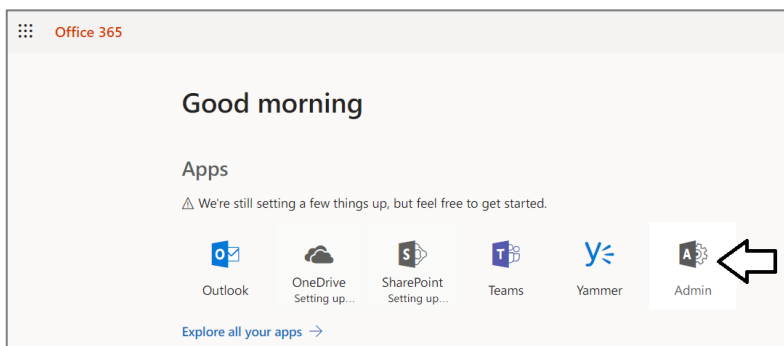 Office 365
Good morning
Apps
We're still setting a few things up, but feel free to get started.
Outlook
OneDrive
Setting up...
SharePoint
Setting up...
Teams
Yammer
Admin
Explore all your apps →